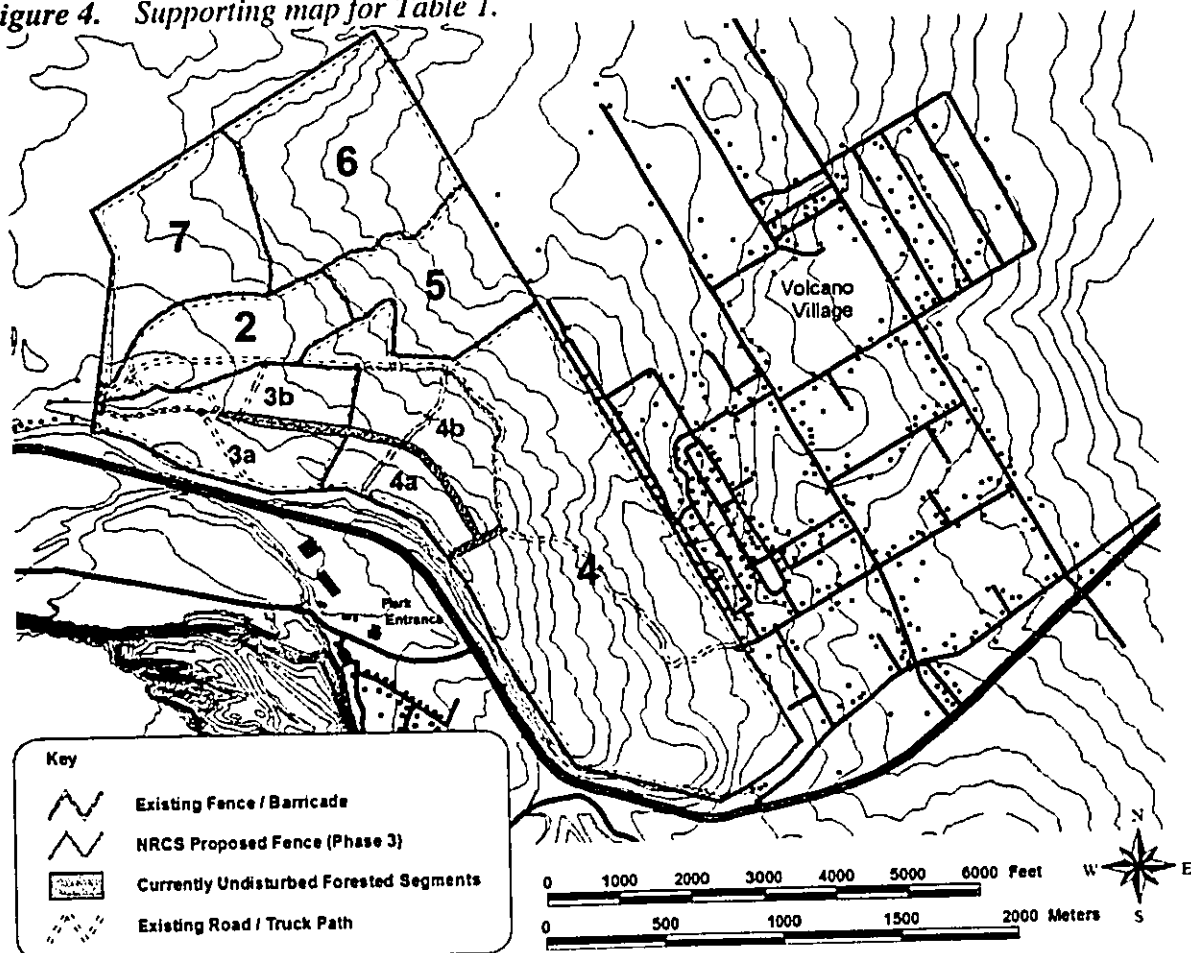 igure 4. Supporting map for Table 1.
6
7
5
2
Volcano
Village
3b
4b
3a
4a
4
Park
Entrance
Key
Existing Fence / Barricade
NRCS Proposed Fence (Phase 3)
Currently Undisturbed Forested Segments
Existing Road / Truck Path
0 1000 2000 3000 4000 5000 6000 Feet
0 500 1000 1500 2000 Meters
N
W E
S